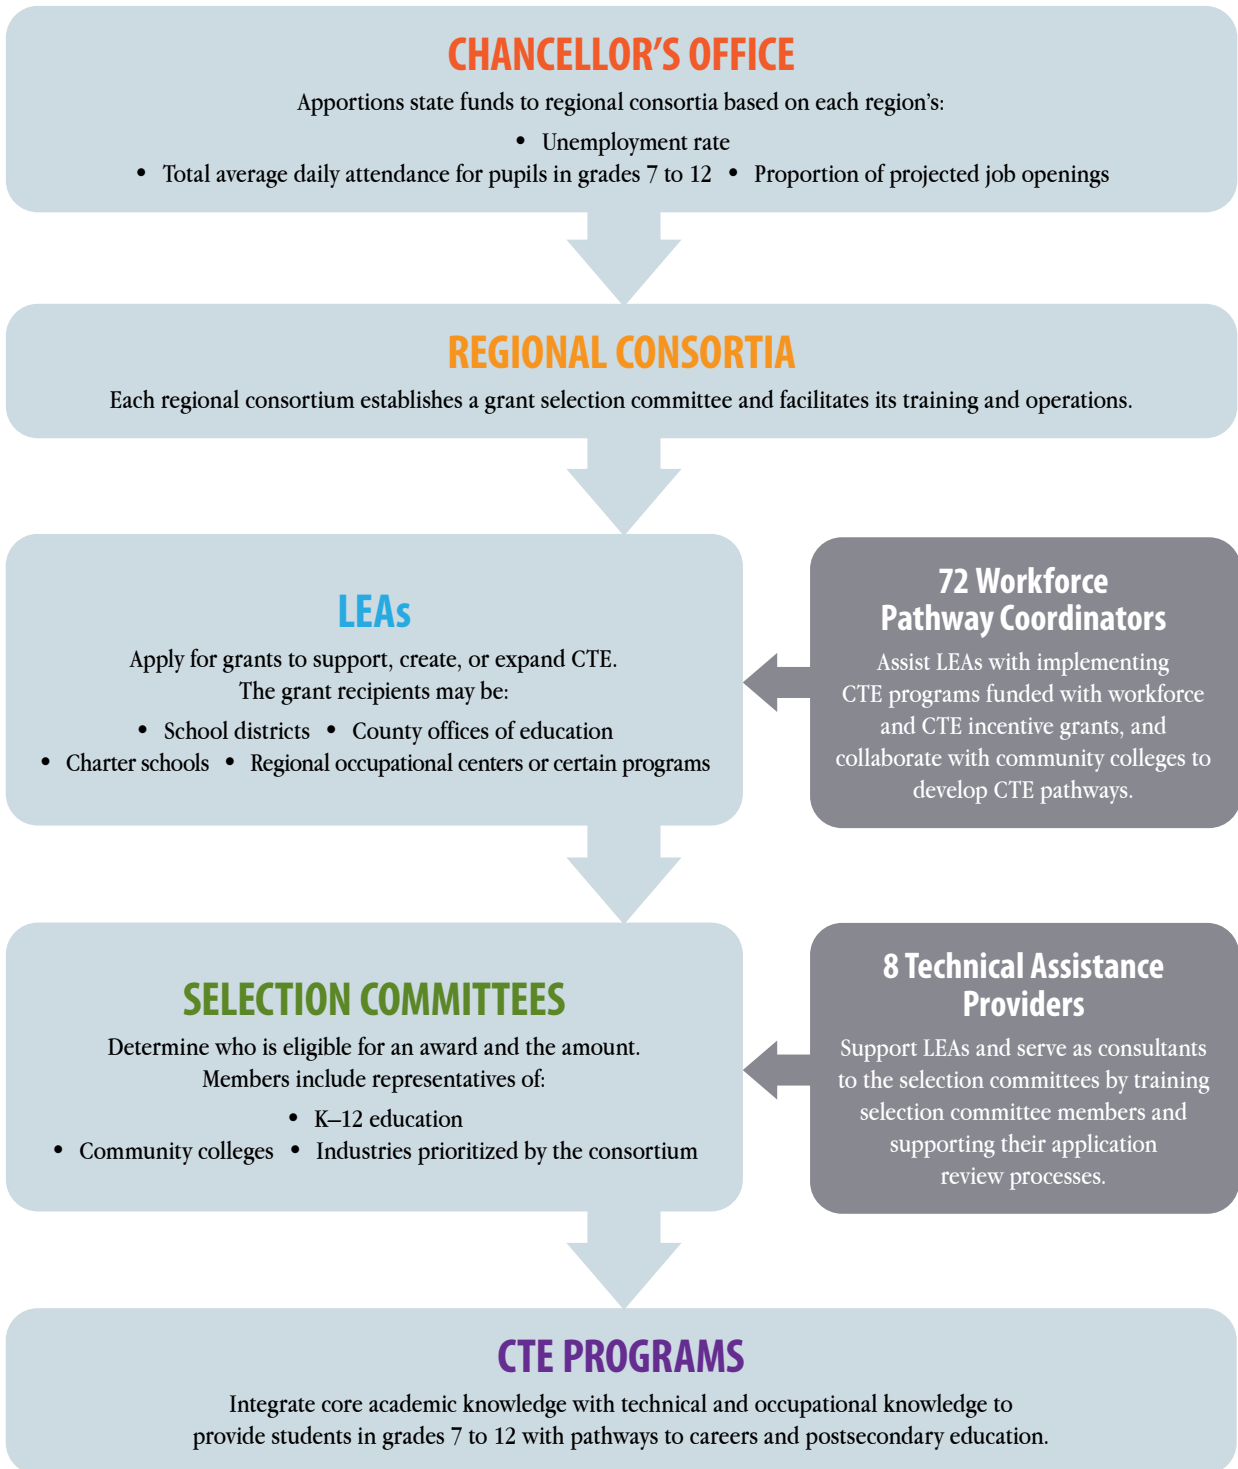 CHANCELLOR’S OFFICE
Apportions state funds to regional consortia based on each region’s:
• Unemployment rate
• Total average daily attendance for pupils in grades 7 to 12 • Proportion of projected job openings
REGIONAL CONSORTIA
Each regional consortium establishes a grant selection committee and facilitates its training and operations.
LEAs
Apply for grants to support, create, or expand CTE.
The grant recipients may be:
• School districts • County offices of education
• Charter schools • Regional occupational centers or certain programs
72 Workforce
Pathway Coordinators
Assist LEAs with implementing
CTE programs funded with workforce
and CTE incentive grants, and
collaborate with community colleges to
develop CTE pathways.
SELECTION COMMITTEES
Determine who is eligible for an award and the amount.
Members include representatives of:
• K–12 education
• Community colleges • Industries prioritized by the consortium
8 Technical Assistance
Providers
Support LEAs and serve as consultants
to the selection committees by training
selection committee members and
supporting their application
review processes.
CTE PROGRAMS
Integrate core academic knowledge with technical and occupational knowledge to
provide students in grades 7 to 12 with pathways to careers and postsecondary education.